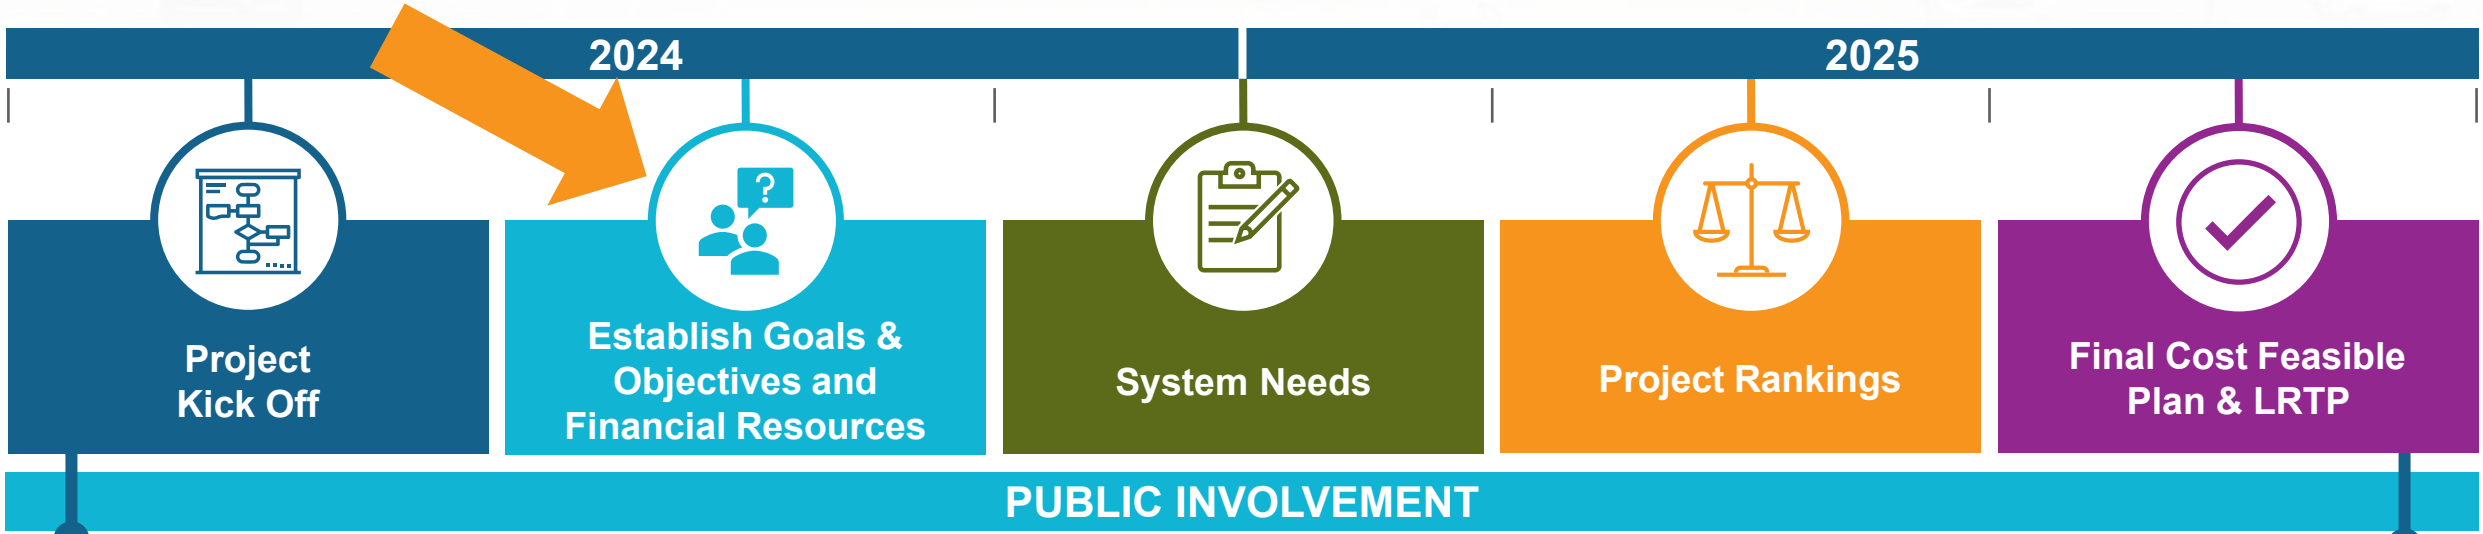 2024
2025
?
Project
Kick Off
Establish Goals &
Objectives and
Financial Resources
System Needs
Project Rankings
Final Cost Feasible
Plan & LRTP
PUBLIC INVOLVEMENT